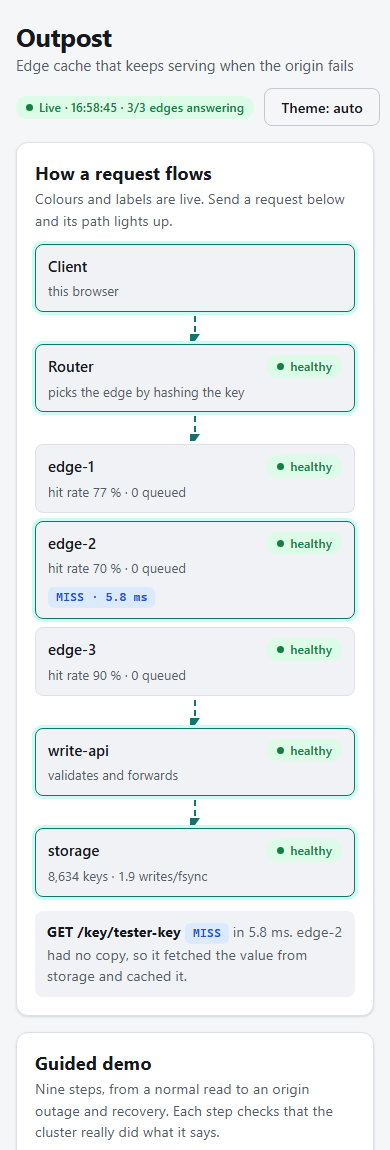 Outpost
Edge cache that keeps serving when the origin fails
Live · 16:58:45 · 3/3 edges answering
Theme: auto
How a request flows
Colours and labels are live. Send a request below
and its path lights up.
Client
this browser
Router
healthy
picks the edge by hashing the key
edge-1
healthy
hit rate 77 % · 0 queued
edge-2
healthy
hit rate 70 % · 0 queued
MISS · 5.8 ms
edge-3
healthy
hit rate 90 % · 0 queued
write-api
healthy
validates and forwards
storage
healthy
8,634 keys · 1.9 writes/fsync
GET /key/tester-key MISS in 5.8 ms. edge-2
had no copy, so it fetched the value from
storage and cached it.
Guided demo
Nine steps, from a normal read to an origin
outage and recovery. Each step checks that the
cluster really did what it says.